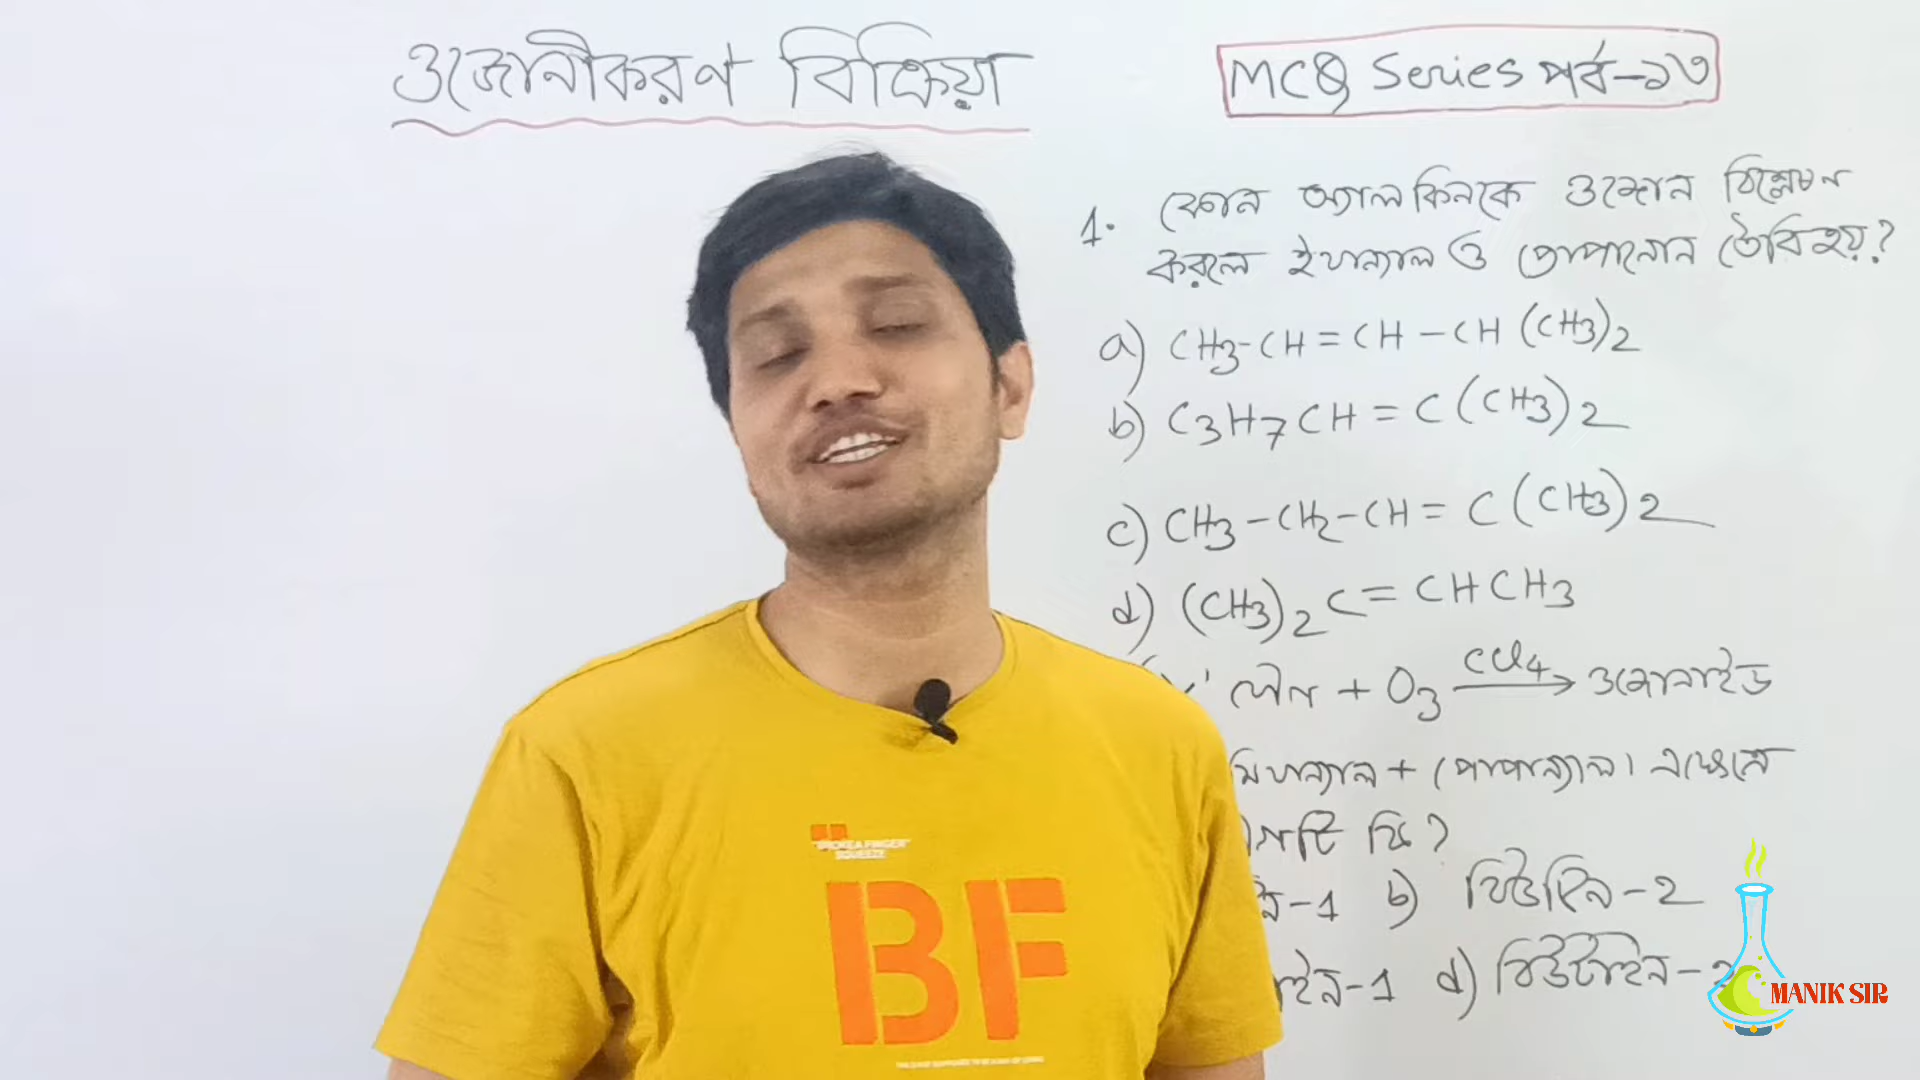 ওজোনীকরণ বিক্রিয়া
MCQ Series পর্ব-১৩
1. কোন অ্যালকিনকে ওজোন বিশ্লেষণ
করলে ইথান্যাল ও প্রোপানোন তৈরি হয়?
a) CH3-CH=CH-CH(CH3)2
b) C3H7CH=C(CH3)2
c) CH3-CH2-CH=C(CH3)2
d) (CH3)2C=CHCH3
যৌগ + O3 CCl4 → ওজোনাইড
মিথান্যাল + প্রোপান্যাল। এক্ষেত্রে
কি?
-1 b) বিউটিন-2
-1 d) বিউটাইন-2
MANIK SIR
BF